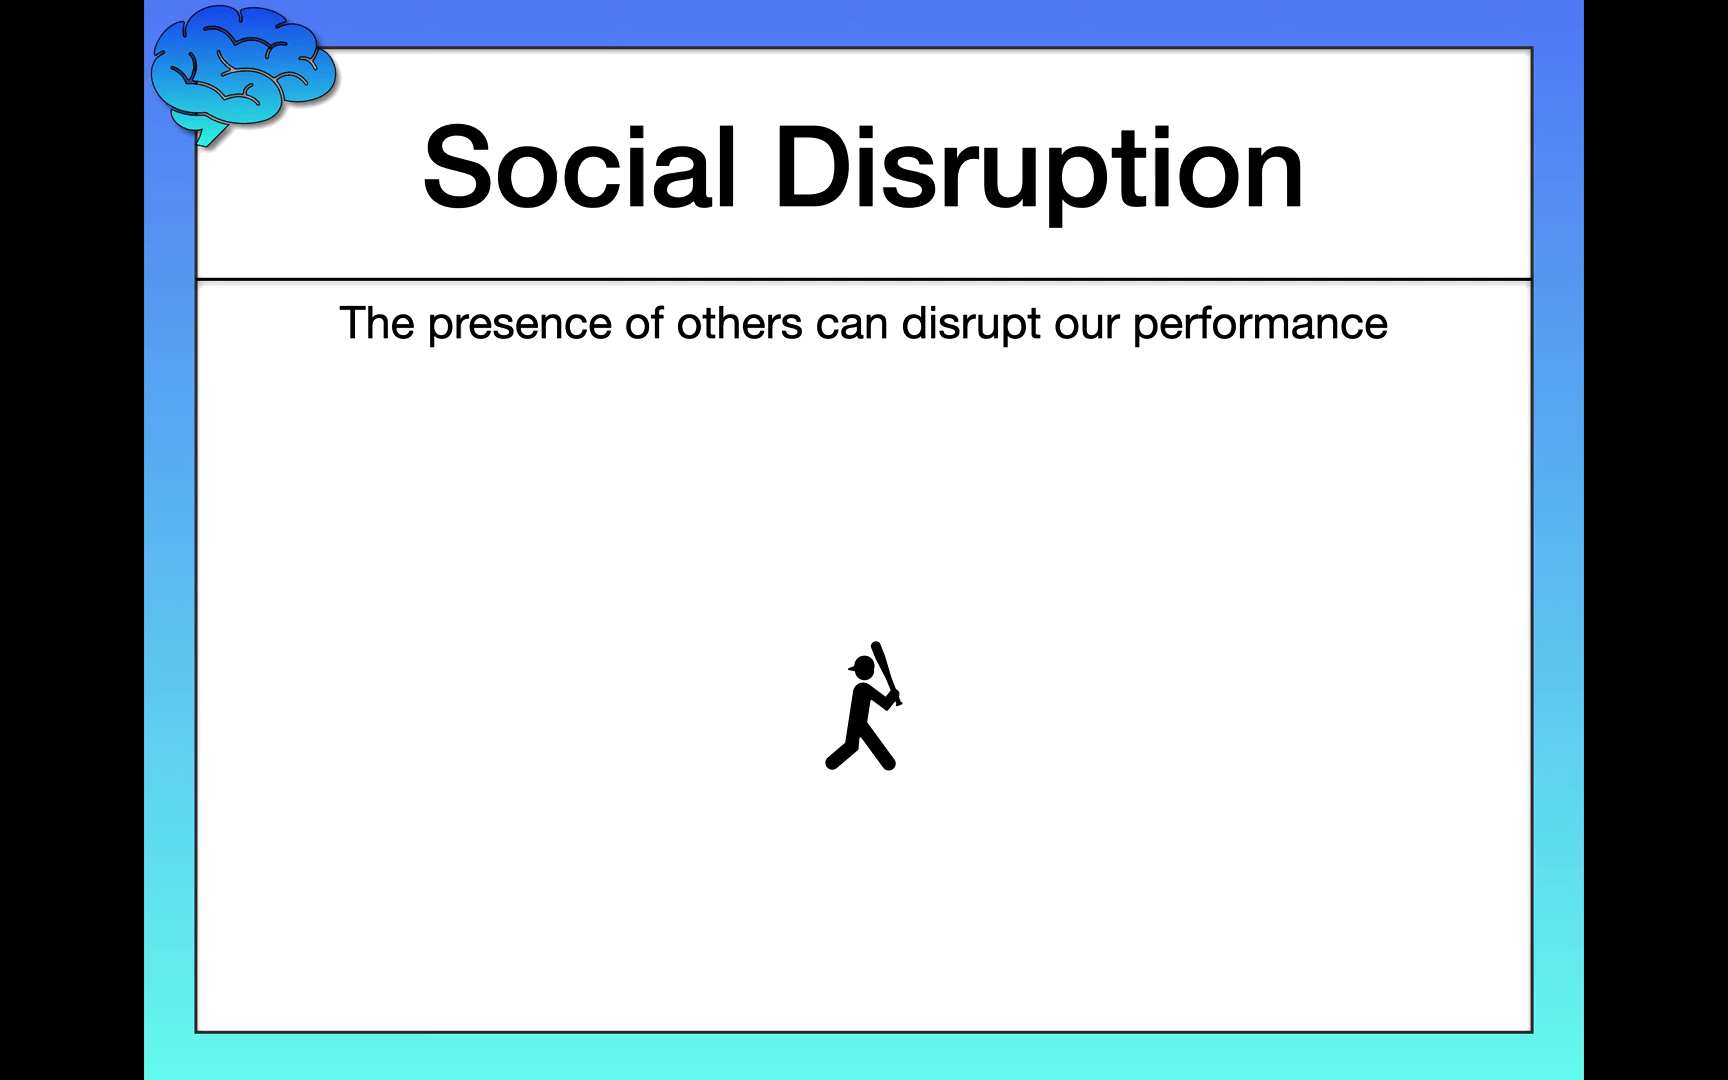 Social Disruption
The presence of others can disrupt our performance